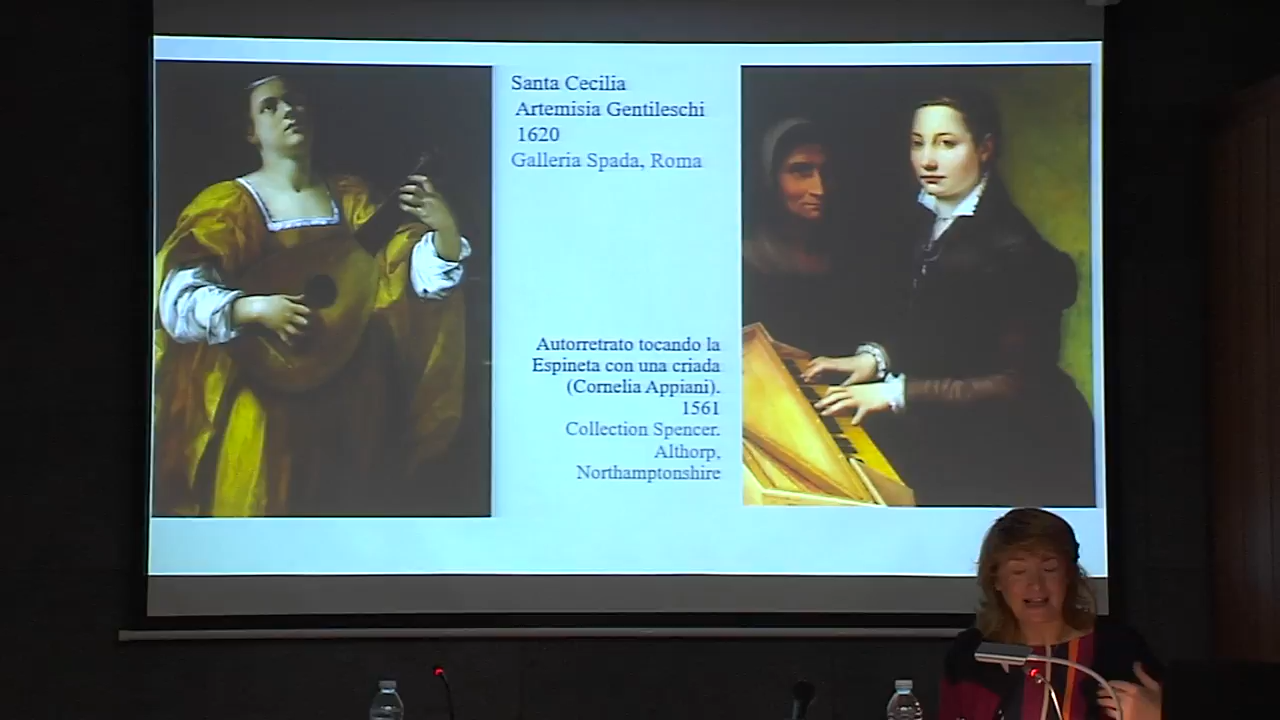 Santa Cecilia
Artemisia Gentileschi
1620
Galleria Spada, Roma
Autorretrato tocando la
Espineta con una criada
(Cornelia Appiani).
1561
Collection Spencer.
Althorp,
Northamptonshire